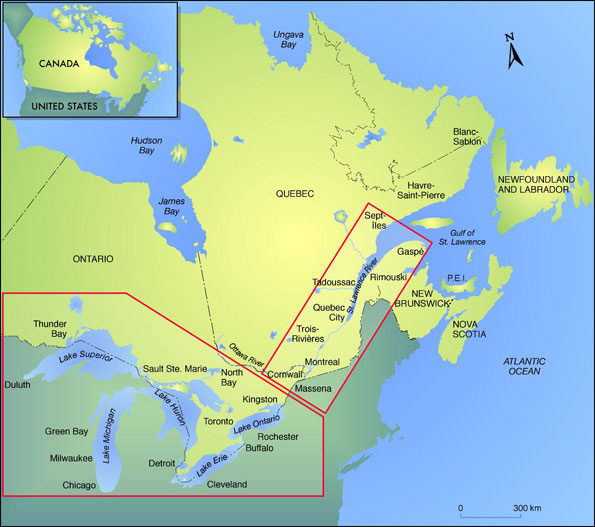 CANADA
UNITED STATES
Ungava
Bay
N
Hudson
Bay
Blanc-
Sablon
NEWFOUNDLAND
AND LABRADOR
Havre-
Saint-Pierre
QUEBEC
James
Bay
Sept-
Îles
Gulf of
St. Lawrence
Gaspé
ONTARIO
Tadoussac
Rimouski
P.E.I.
St. Lawrence River
NEW
BRUNSWICK
Quebec
City
NOVA
SCOTIA
Thunder
Bay
Trois-
Rivières
Ottawa River
Lake Superior
Montreal
ATLANTIC
OCEAN
Sault Ste. Marie
North
Bay
Cornwall
Duluth
Massena
Kingston
Lake Huron
Toronto
Lake Michigan
Lake Ontario
Green Bay
Rochester
Buffalo
Milwaukee
Detroit
Lake Erie
Chicago
Cleveland
0 300 km